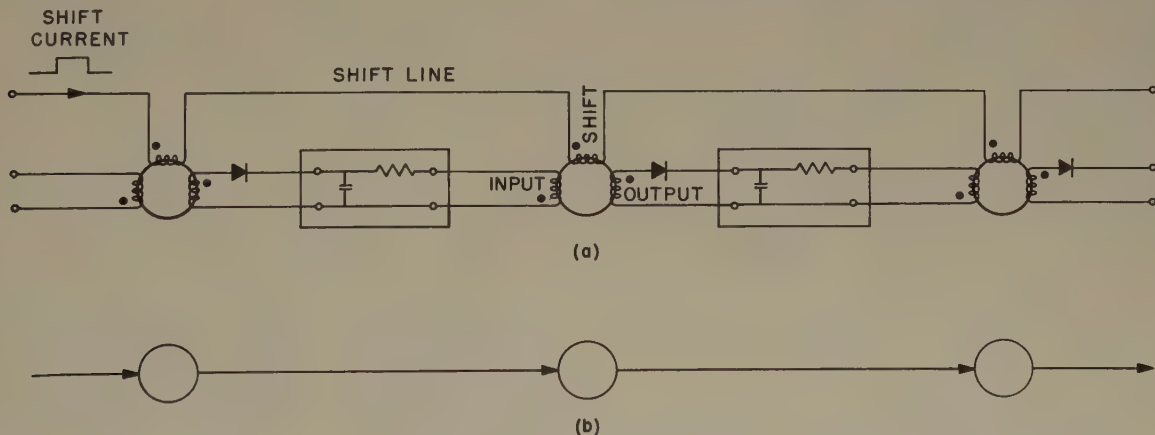 SHIFT
CURRENT
SHIFT LINE
SHIFT
INPUT
OUTPUT
(a)
(b)